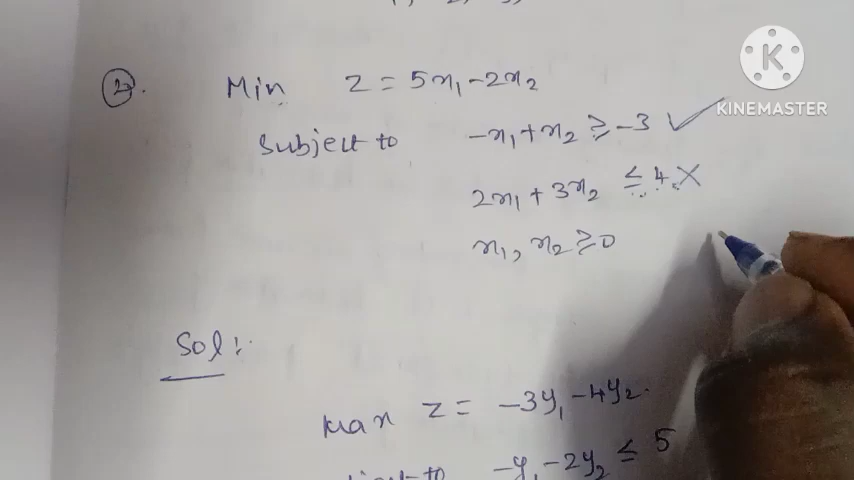 KINEMASTER
2. Min Z = 5x₁ - 2x₂
Subject to -x₁ + x₂ ≥ -3 ✓
2x₁ + 3x₂ ≤ 4 ✗
x₁, x₂ ≥ 0
Sol:
Max Z = -3y₁ - 4y₂.
-y₁ - 2y₂ ≤ 5